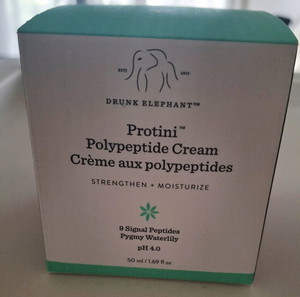 DRUNK ELEPHANT™
Protini™
Polypeptide Cream
Crème aux polypeptides
STRENGTHEN + MOISTURIZE
9 Signal Peptides
Pygmy Waterlily
pH 4.0
50 ml / 1.69 fl oz